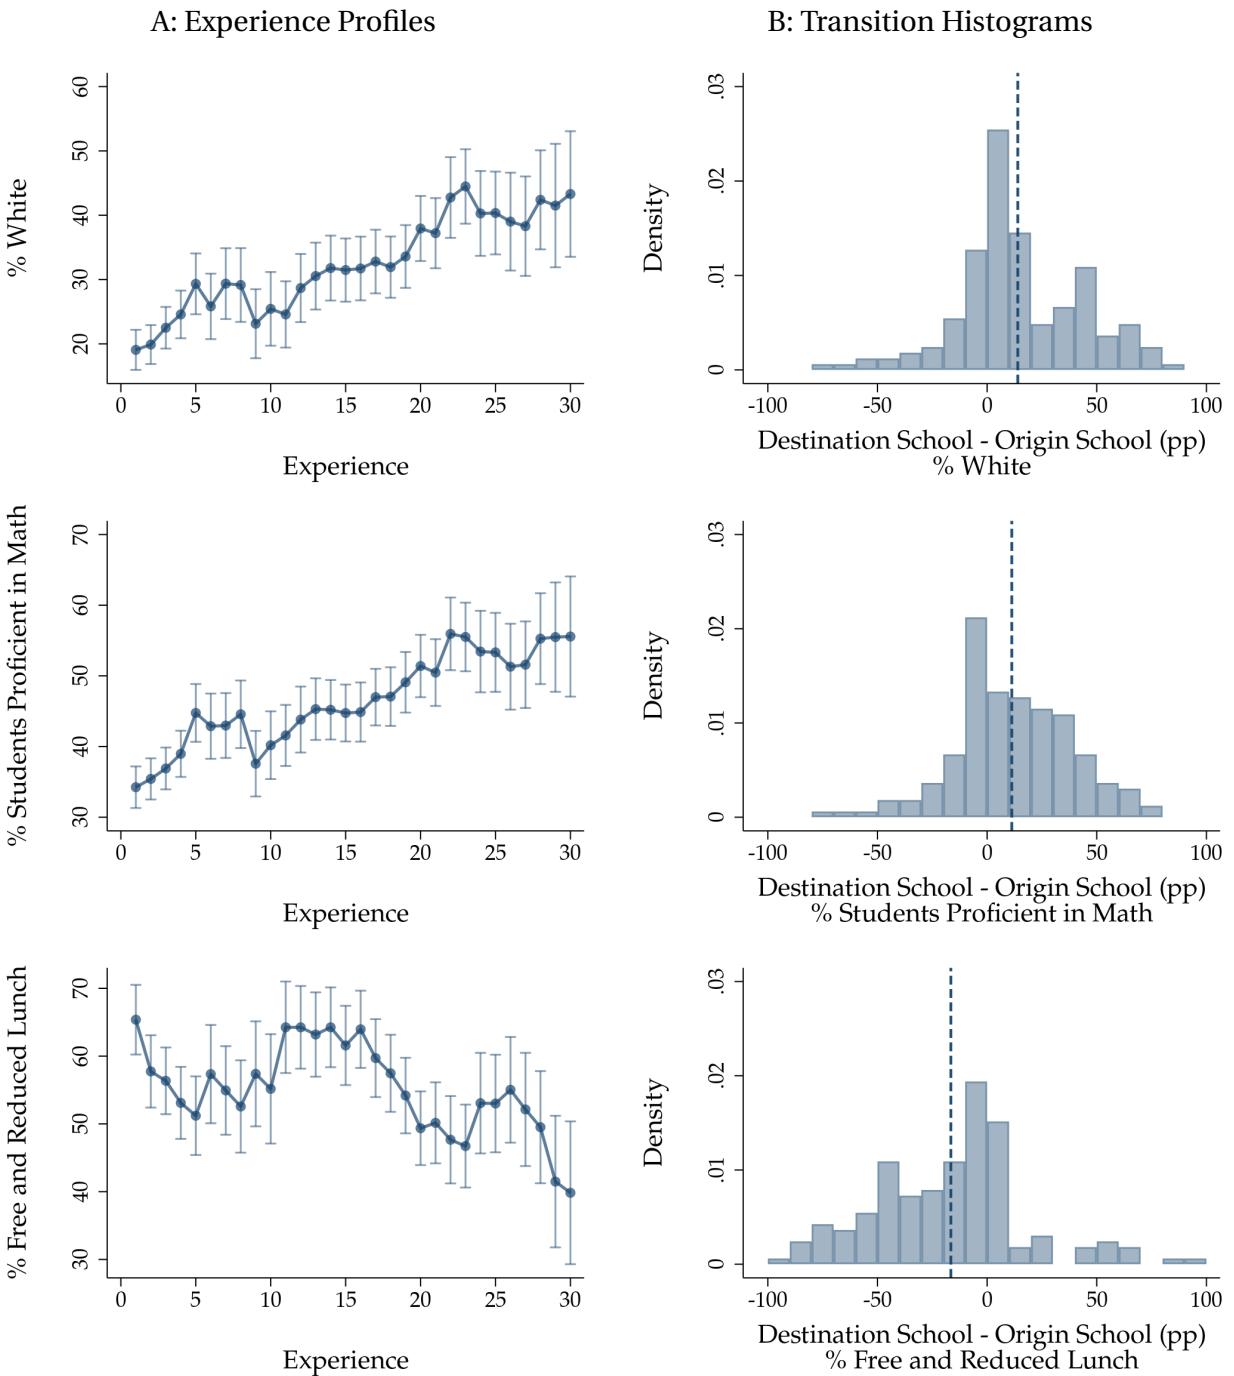 A: Experience Profiles
B: Transition Histograms
% White
60
50
40
30
20
0 5 10 15 20 25 30
Experience
Density
.03
.02
.01
0
-100 -50 0 50 100
Destination School - Origin School (pp)
% White
% Students Proficient in Math
70
60
50
40
30
0 5 10 15 20 25 30
Experience
Density
.03
.02
.01
0
-100 -50 0 50 100
Destination School - Origin School (pp)
% Students Proficient in Math
% Free and Reduced Lunch
70
60
50
40
30
0 5 10 15 20 25 30
Experience
Density
.03
.02
.01
0
-100 -50 0 50 100
Destination School - Origin School (pp)
% Free and Reduced Lunch